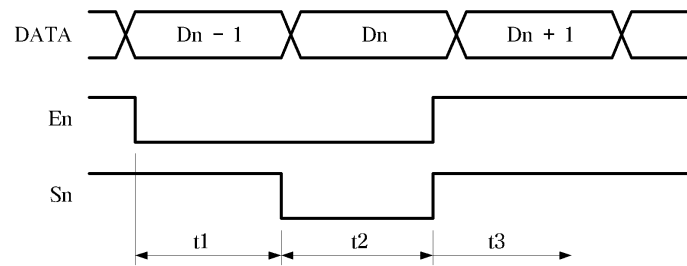 DATA Dn − 1 Dn Dn + 1
En
Sn
t1 t2 t3